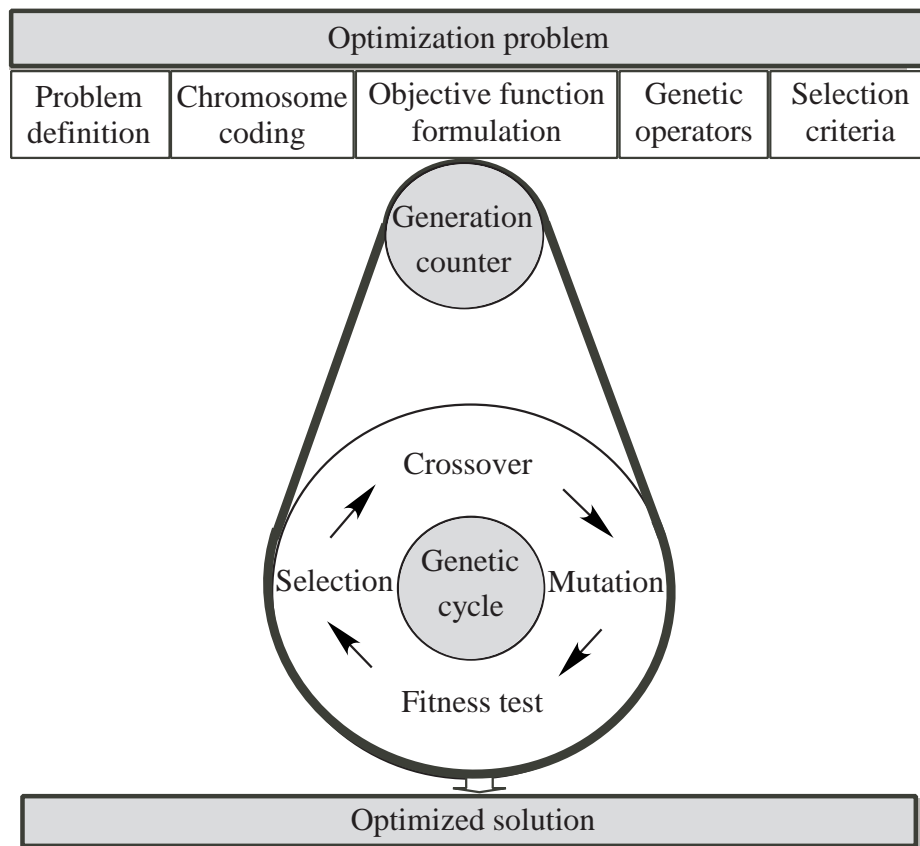 Optimization problem
Problem
definition
Chromosome
coding
Objective function
formulation
Genetic
operators
Selection
criteria
Generation
counter
Crossover
Selection
Genetic
cycle
Mutation
Fitness test
Optimized solution